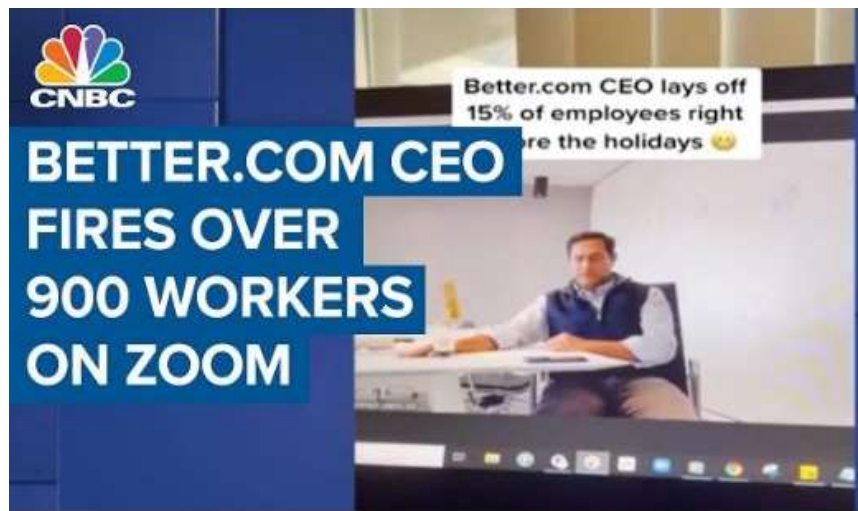 CNBC
BETTER.COM CEO
FIRES OVER
900 WORKERS
ON ZOOM
Better.com CEO lays off
15% of employees right
the holidays 😬